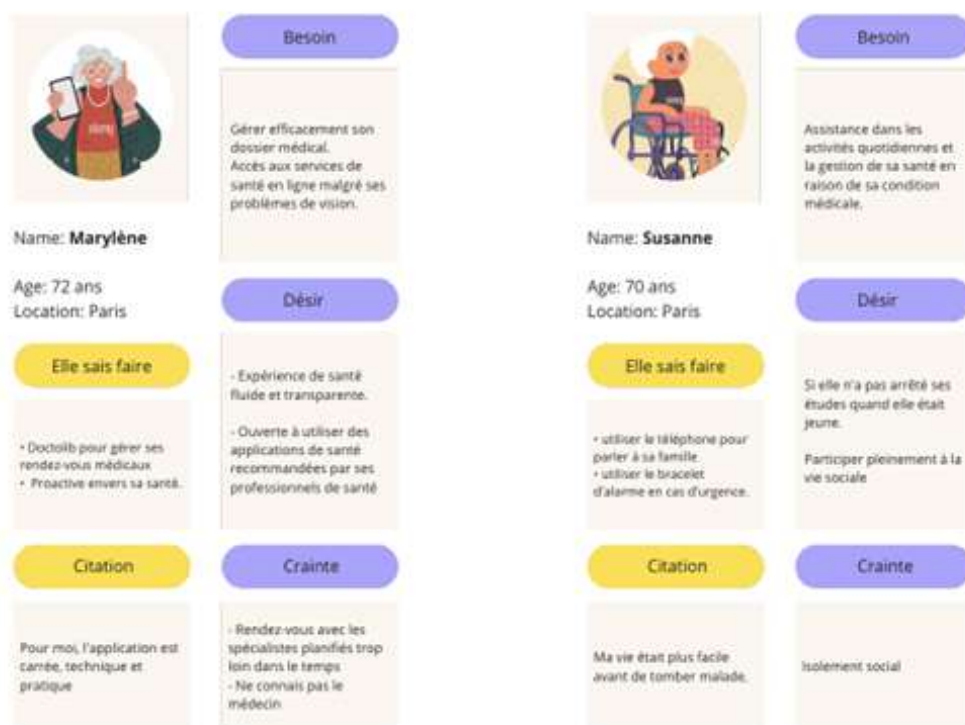 Besoin
Gérer efficacement son
dossier médical.
Accès aux services de
santé en ligne malgré ses
problèmes de vision.
Name: Marylène
Age: 72 ans
Location: Paris
Désir
- Expérience de santé
fluide et transparente.
- Ouverte à utiliser des
applications de santé
recommandées par ses
professionnels de santé
Elle sais faire
• Doctolib pour gérer ses
rendez-vous médicaux
• Proactive envers sa santé.
Citation
Pour moi, l'application est
carrée, technique et
pratique
Crainte
- Rendez-vous avec les
spécialistes planifiés trop
loin dans le temps
- Ne connais pas le
médecin
Besoin
Assistance dans les
activités quotidiennes et
la gestion de sa santé en
raison de sa condition
médicale.
Name: Susanne
Age: 70 ans
Location: Paris
Désir
Si elle n'a pas arrêté ses
études quand elle était
jeune.
Participer pleinement à la
vie sociale
Elle sais faire
• utiliser le téléphone pour
parler à sa famille
• utiliser le bracelet
d'alarme en cas d'urgence.
Citation
Ma vie était plus facile
avant de tomber malade.
Crainte
Isolement social